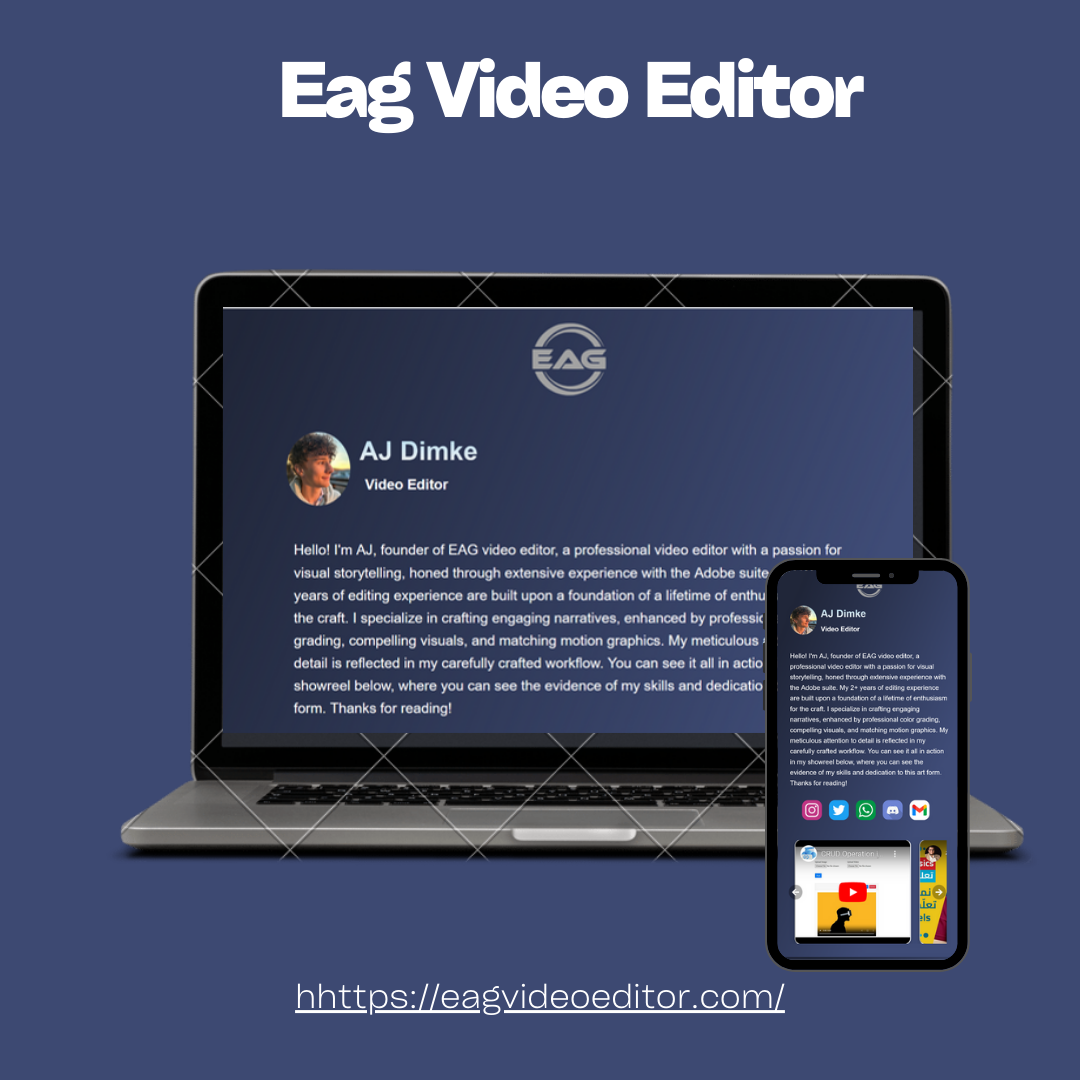 Eag Video Editor
EAG
AJ Dimke
Video Editor
Hello! I'm AJ, founder of EAG video editor, a professional video editor with a passion for
visual storytelling, honed through extensive experience with the Adobe suite
years of editing experience are built upon a foundation of a lifetime of enthu
the craft. I specialize in crafting engaging narratives, enhanced by professic
grading, compelling visuals, and matching motion graphics. My meticulous
detail is reflected in my carefully crafted workflow. You can see it all in actio
showreel below, where you can see the evidence of my skills and dedicatio
form. Thanks for reading!
EAG
AJ Dimke
Video Editor
Hello! I'm AJ, founder of EAG video editor, a
professional video editor with a passion for visual
storytelling, honed through extensive experience with
the Adobe suite. My 2+ years of editing experience
are built upon a foundation of a lifetime of enthusiasm
for the craft. I specialize in crafting engaging
narratives, enhanced by professional color grading,
compelling visuals, and matching motion graphics. My
meticulous attention to detail is reflected in my
carefully crafted workflow. You can see it all in action
in my showreel below, where you can see the
evidence of my skills and dedication to this art form.
Thanks for reading!
CRUD Operation i
sics
els
hhttps://eagvideoeditor.com/